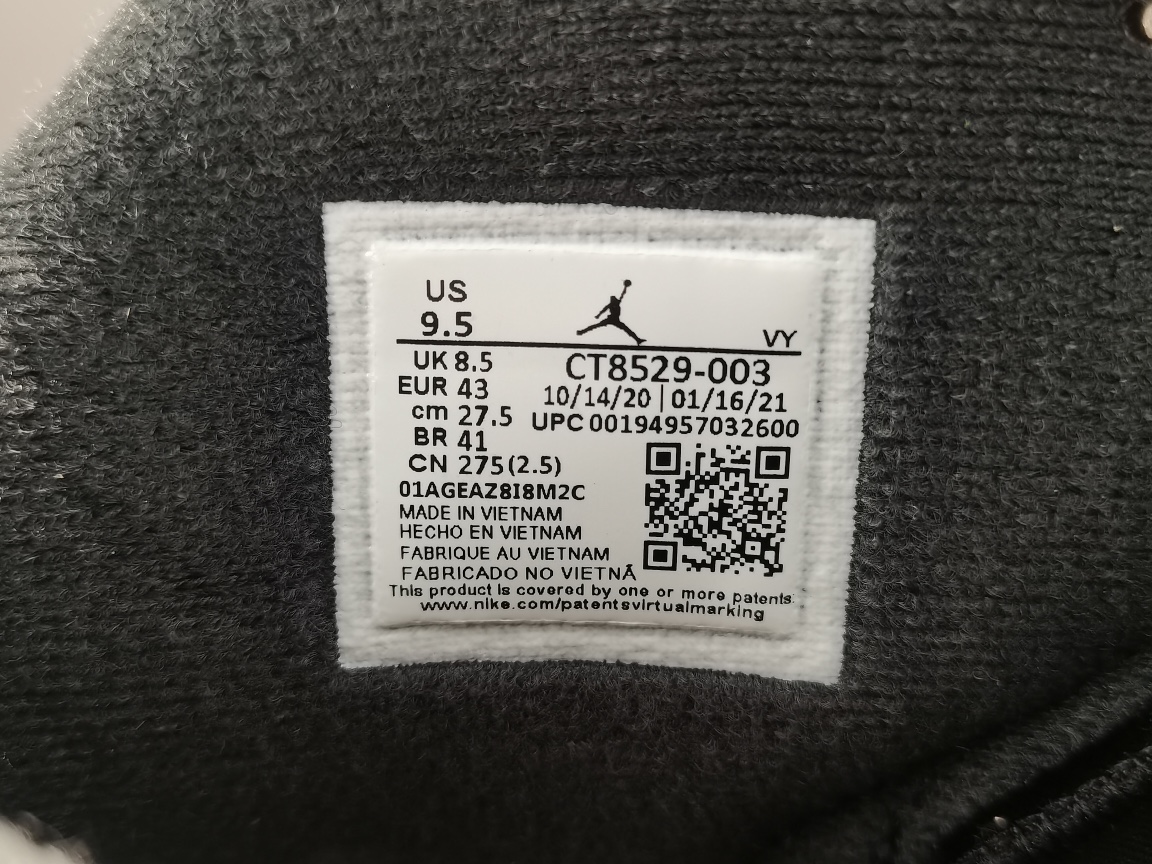 US
9.5
VY
UK 8.5
CT8529-003
EUR 43
10/14/20 | 01/16/21
cm 27.5
UPC 00194957032600
BR 41
CN 275(2.5)
01AGEAZ8I8M2C
MADE IN VIETNAM
HECHO EN VIETNAM
FABRIQUE AU VIETNAM
FABRICADO NO VIETNÃ
This product is covered by one or more patents:
www.nike.com/patentsvirtualmarking